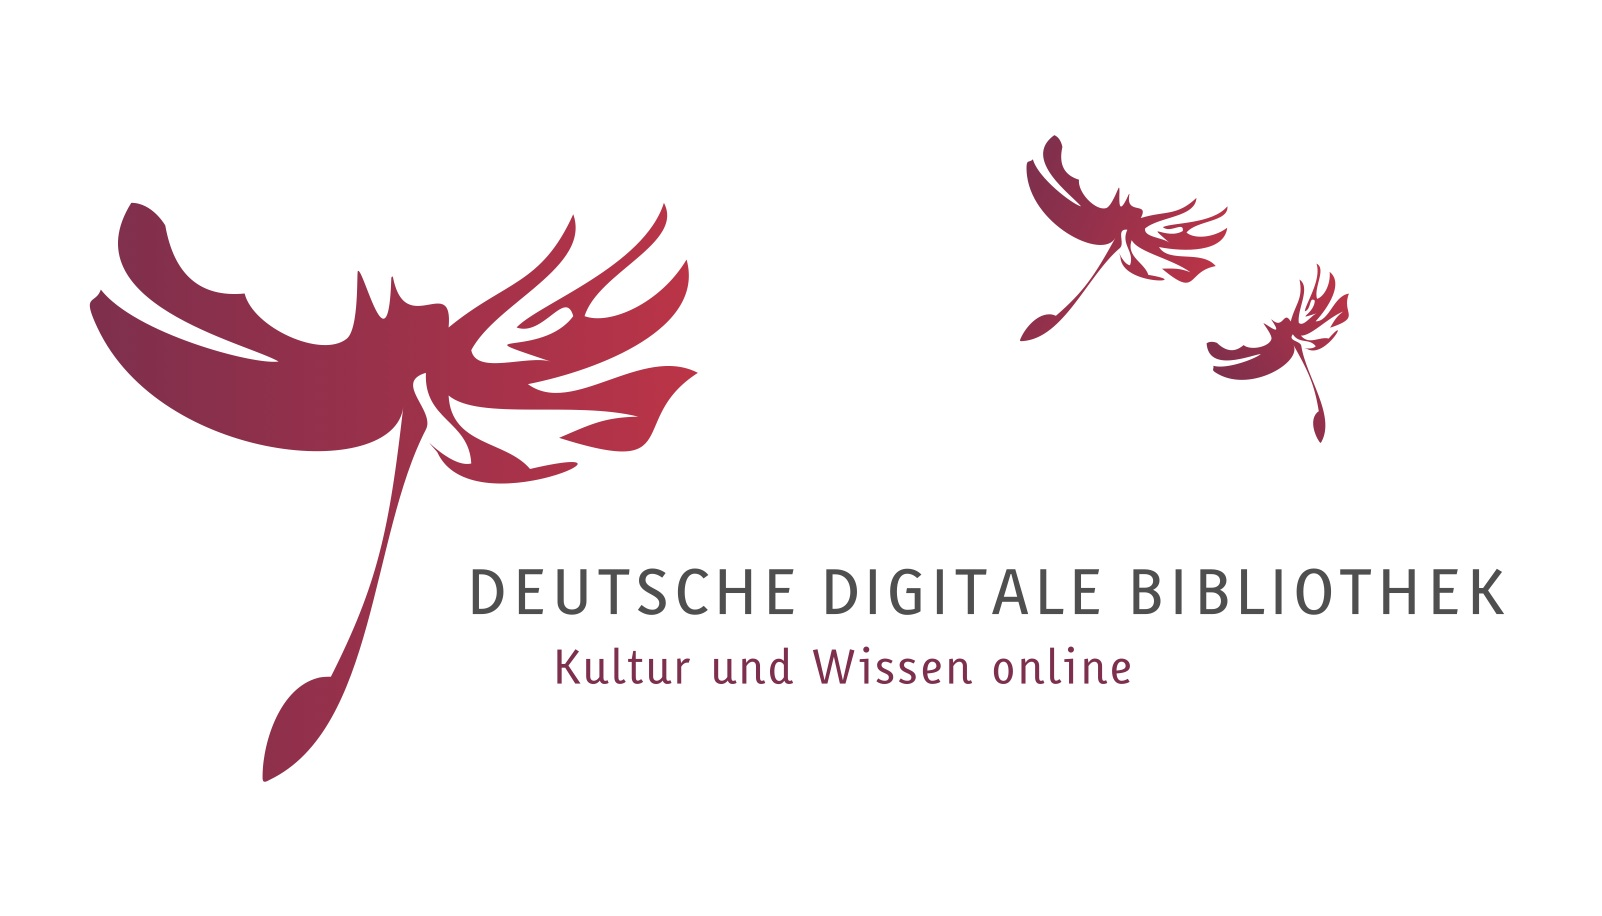 DEUTSCHE DIGITALE BIBLIOTHEK
Kultur und Wissen online